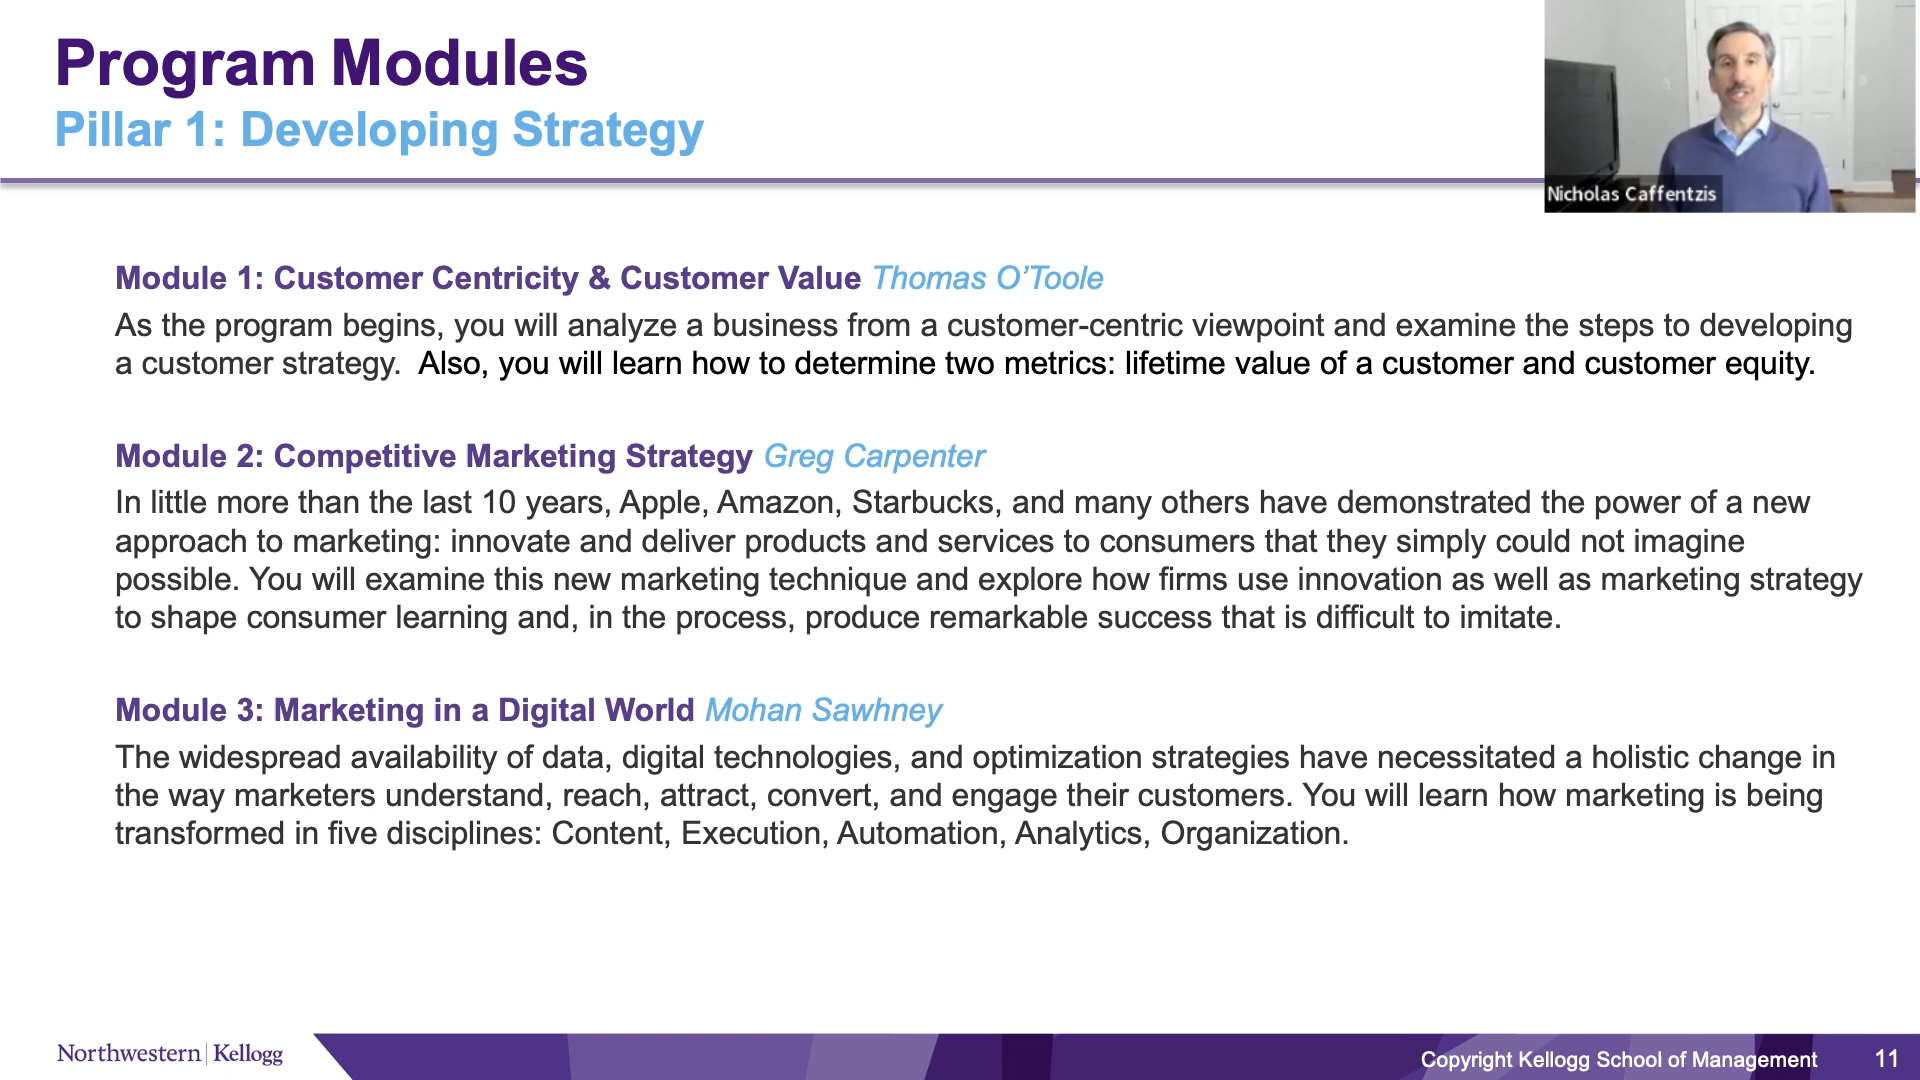 Program Modules
Pillar 1: Developing Strategy
Nicholas Caffentzis
Module 1: Customer Centricity & Customer Value Thomas O’Toole
As the program begins, you will analyze a business from a customer-centric viewpoint and examine the steps to developing
a customer strategy.  Also, you will learn how to determine two metrics: lifetime value of a customer and customer equity.
Module 2: Competitive Marketing Strategy Greg Carpenter
In little more than the last 10 years, Apple, Amazon, Starbucks, and many others have demonstrated the power of a new
approach to marketing: innovate and deliver products and services to consumers that they simply could not imagine
possible. You will examine this new marketing technique and explore how firms use innovation as well as marketing strategy
to shape consumer learning and, in the process, produce remarkable success that is difficult to imitate.
Module 3: Marketing in a Digital World Mohan Sawhney
The widespread availability of data, digital technologies, and optimization strategies have necessitated a holistic change in
the way marketers understand, reach, attract, convert, and engage their customers. You will learn how marketing is being
transformed in five disciplines: Content, Execution, Automation, Analytics, Organization.
Northwestern | Kellogg
Copyright Kellogg School of Management 11